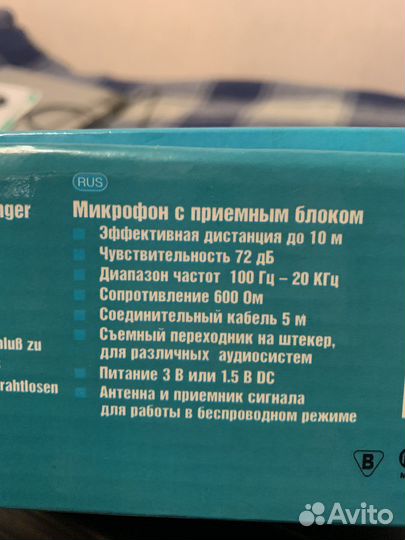 RUS
nger
Микрофон с приемным блоком
Эффективная дистанция до 10 м
Чувствительность 72 дБ
Диапазон частот 100 Гц – 20 КГц
Сопротивление 600 Ом
Соединительный кабель 5 м
Съемный переходник на штекер,
для различных аудиосистем
Питание 3 В или 1.5 В DC
Антенна и приемник сигнала
для работы в беспроводном режиме
hluß zu
rahtlosen
B
Avito